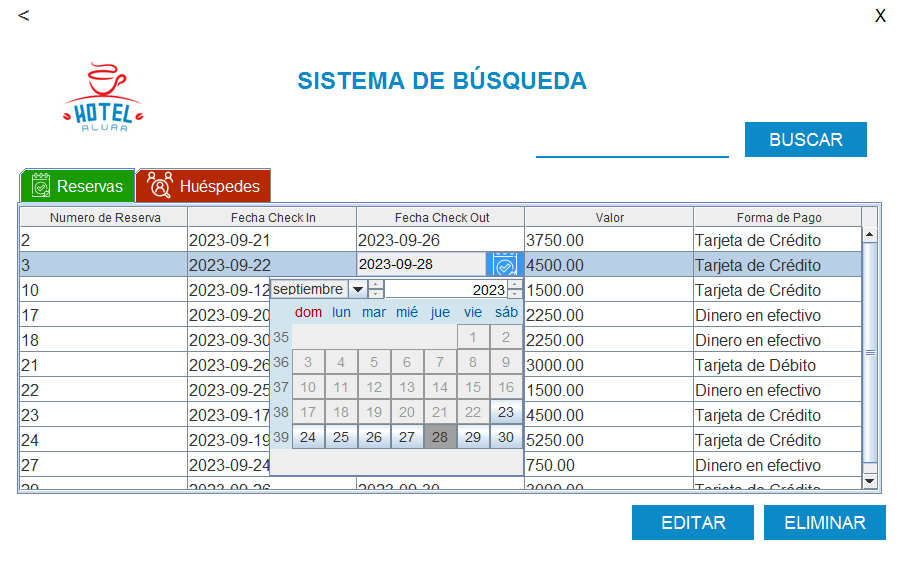 < X
SISTEMA DE BÚSQUEDA
HOTEL
ALURA
BUSCAR
Reservas Huéspedes
Numero de Reserva Fecha Check In Fecha Check Out Valor Forma de Pago
2 2023-09-21 2023-09-26 3750.00 Tarjeta de Crédito
3 2023-09-22 2023-09-28 4500.00 Tarjeta de Crédito
10 2023-09-12 septiembre 2023 1500.00 Tarjeta de Crédito
dom lun mar mié jue vie sáb
17 2023-09-20 2250.00 Dinero en efectivo
35 1 2
18 2023-09-30 2250.00 Dinero en efectivo
36 3 4 5 6 7 8 9
21 2023-09-26 3000.00 Tarjeta de Débito
37 10 11 12 13 14 15 16
22 2023-09-25 1500.00 Dinero en efectivo
38 17 18 19 20 21 22 23
23 2023-09-17 4500.00 Tarjeta de Crédito
39 24 25 26 27 28 29 30
24 2023-09-19 5250.00 Tarjeta de Crédito
27 2023-09-24 750.00 Dinero en efectivo
29 2023-09-26 2023-09-30 3000.00 Tarjeta de Crédito
EDITAR ELIMINAR